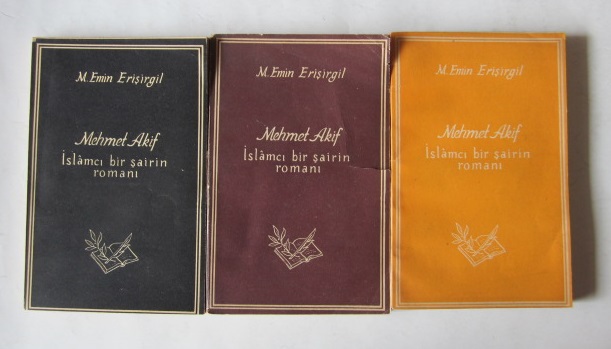 M. Emin Erişirgil
Mehmet Akif
İslâmcı bir şairin
romanı
M. Emin Erişirgil
Mehmet Akif
İslâmcı bir şairin
romanı
M. Emin Erişirgil
Mehmet Akif
İslâmcı bir şairin
romanı